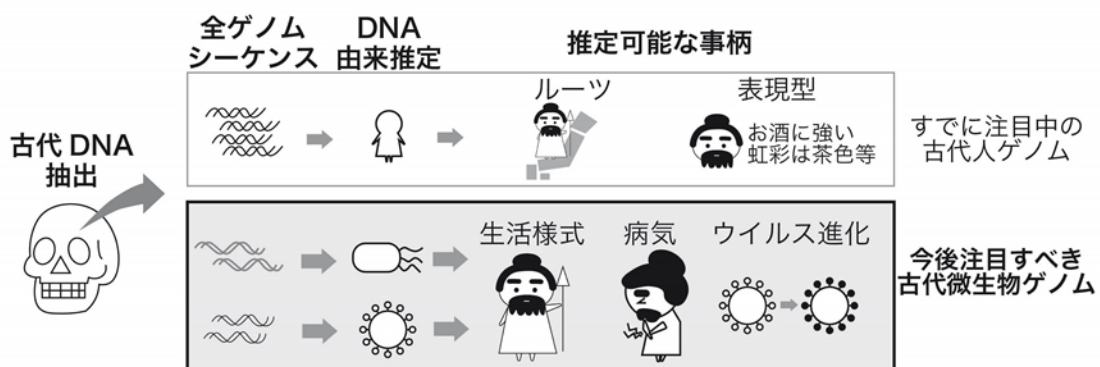 全ゲノム
シーケンス
DNA
由来推定
推定可能な事柄
古代 DNA
抽出
ルーツ
表現型
お酒に強い
虹彩は茶色等
すでに注目中の
古代人ゲノム
生活様式
病気
ウイルス進化
今後注目すべき
古代微生物ゲノム